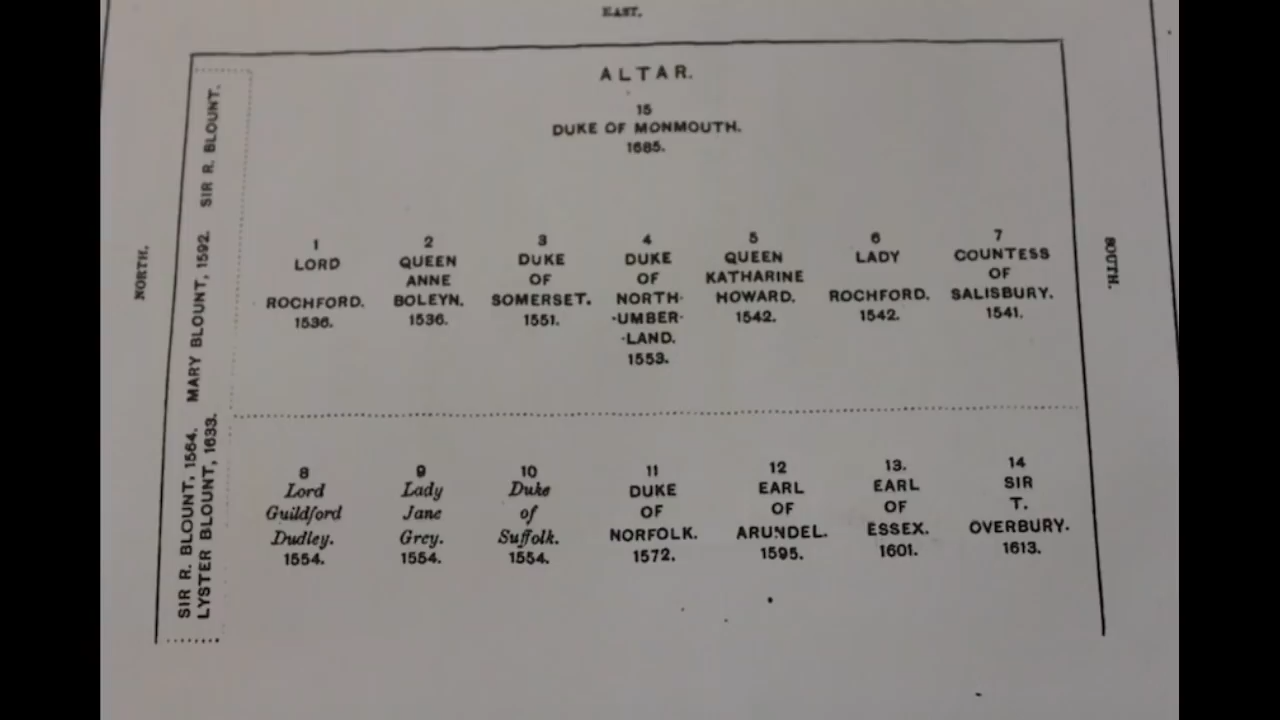 EAST.
ALTAR.
15
DUKE OF MONMOUTH.
1685.
NORTH.
SOUTH.
SIR R. BLOUNT, 1564. MARY BLOUNT, 1592. SIR R. BLOUNT.
LYSTER BLOUNT, 1633.
1
LORD
ROCHFORD.
1536.
2
QUEEN
ANNE
BOLEYN.
1536.
3
DUKE
OF
SOMERSET.
1551.
4
DUKE
OF
NORTH-
-UMBER-
-LAND.
1553.
5
QUEEN
KATHARINE
HOWARD.
1542.
6
LADY
ROCHFORD.
1542.
7
COUNTESS
OF
SALISBURY.
1541.
8
Lord
Guildford
Dudley.
1554.
9
Lady
Jane
Grey.
1554.
10
Duke
of
Suffolk.
1554.
11
DUKE
OF
NORFOLK.
1572.
12
EARL
OF
ARUNDEL.
1595.
13.
EARL
OF
ESSEX.
1601.
14
SIR
T.
OVERBURY.
1613.